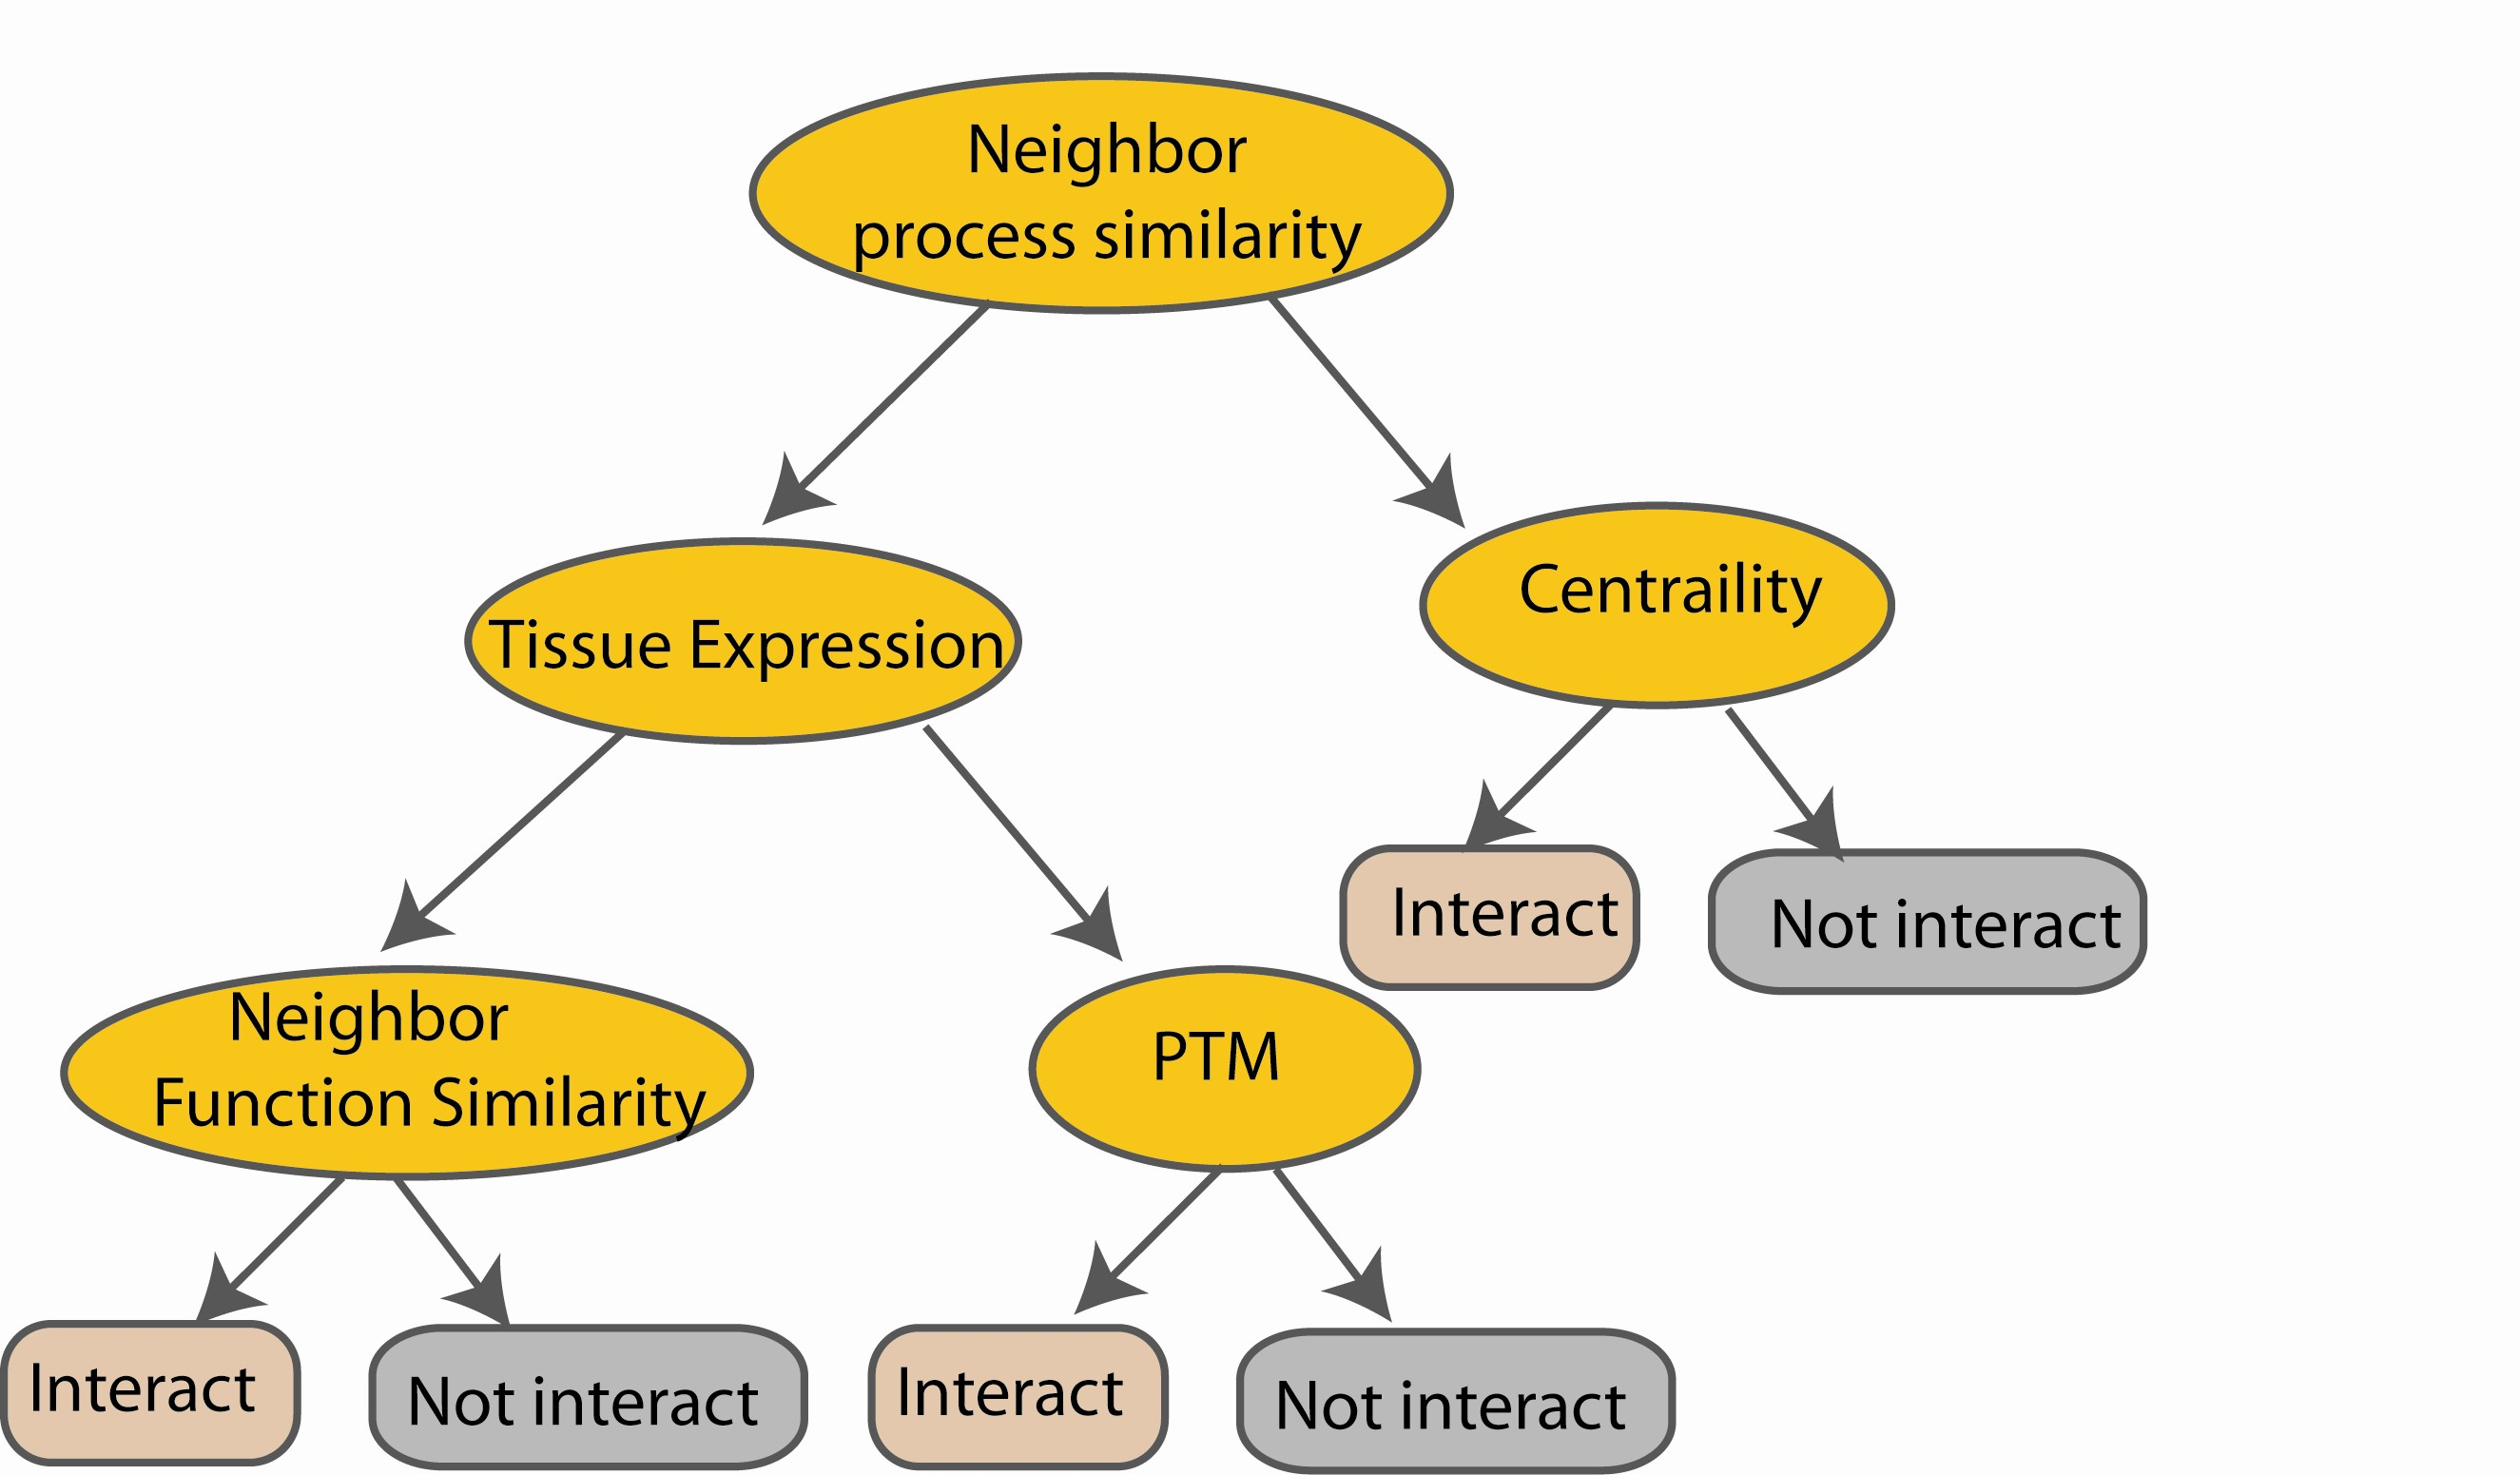 Neighbor
process similarity
Tissue Expression
Centraility
Interact
Not interact
Neighbor
Function Similarity
PTM
Interact
Not interact
Interact
Not interact